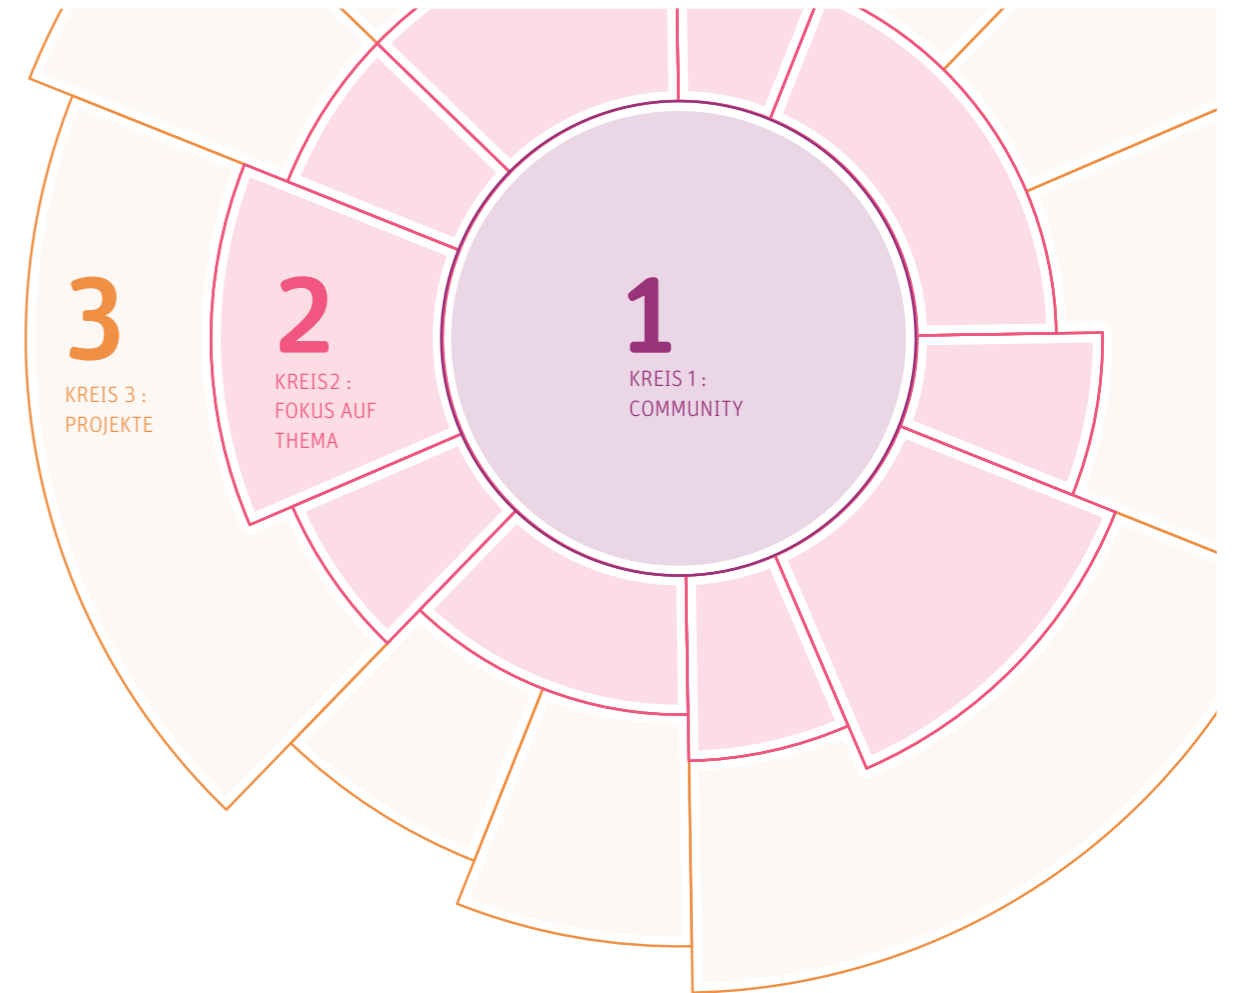 3
KREIS 3 :
PROJEKTE
2
KREIS2 :
FOKUS AUF
THEMA
1
KREIS 1 :
COMMUNITY